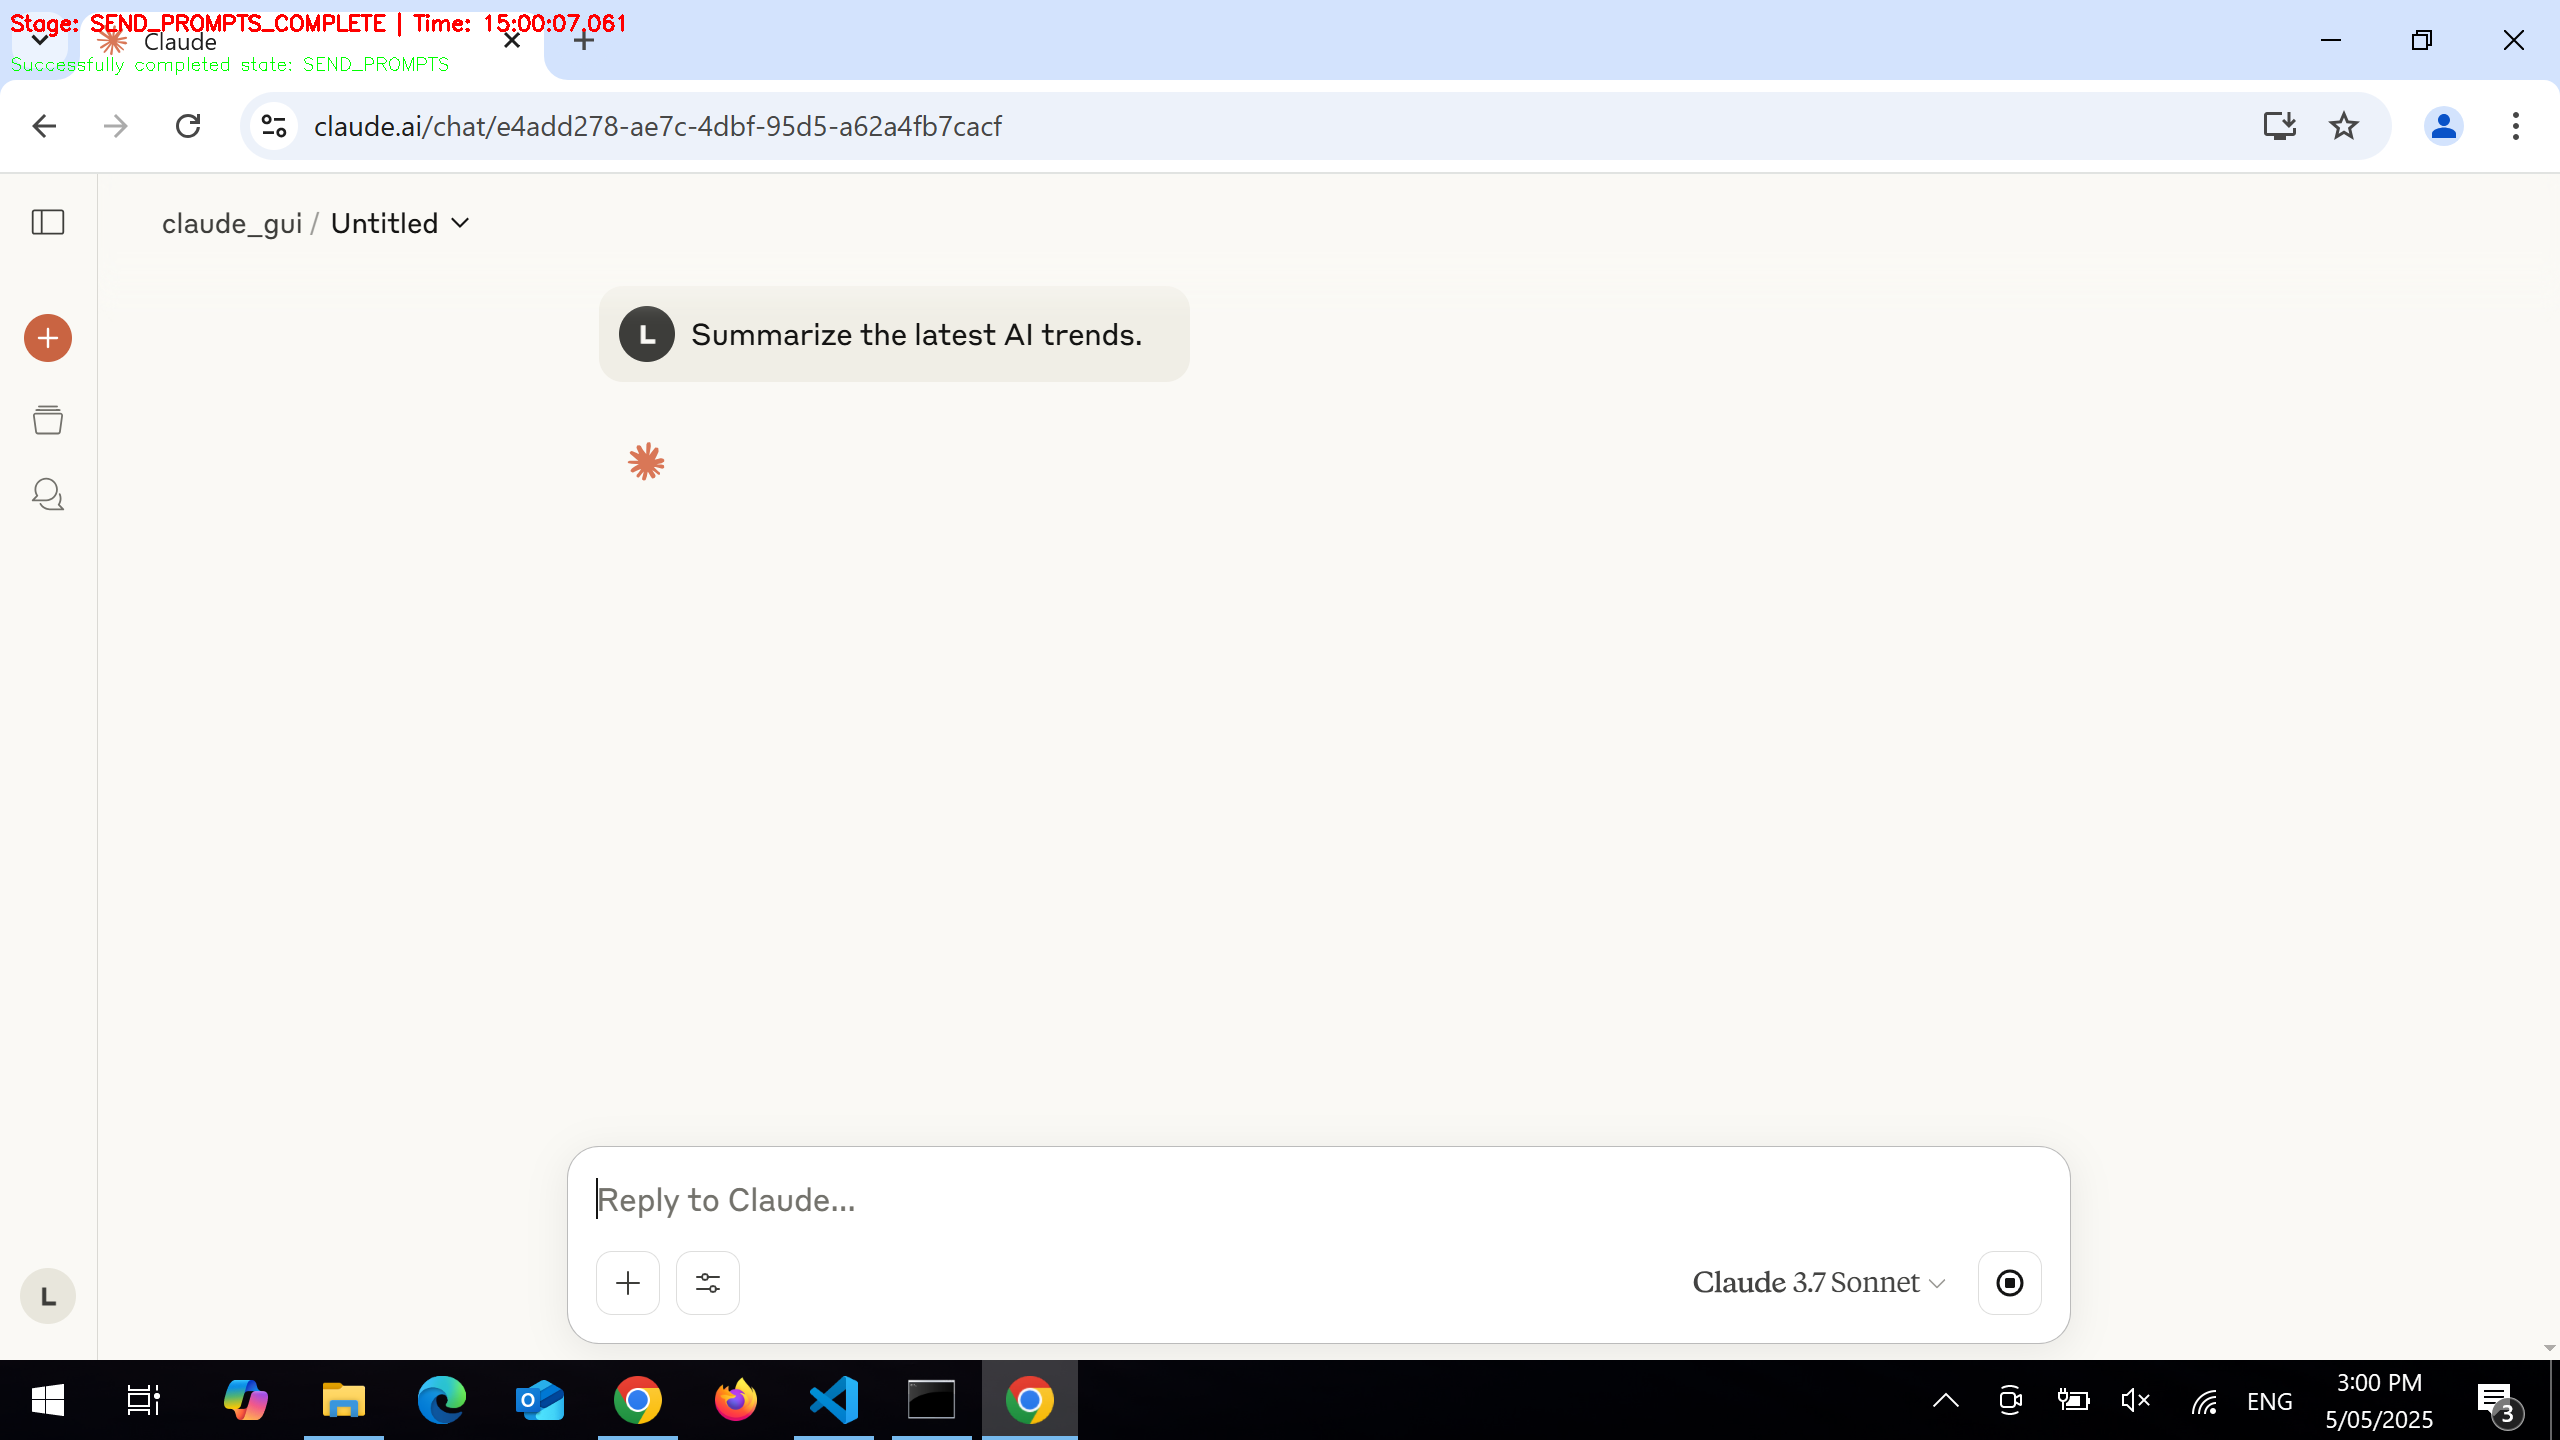 Stage: SEND_PROMPTS_COMPLETE | Time: 15:00:07.061
Claude
Successfully completed state: SEND_PROMPTS
claude.ai/chat/e4add278-ae7c-4dbf-95d5-a62a4fb7cacf
claude_gui / Untitled
L Summarize the latest AI trends.
Reply to Claude...
Claude 3.7 Sonnet
L
ENG
3:00 PM
5/05/2025
3